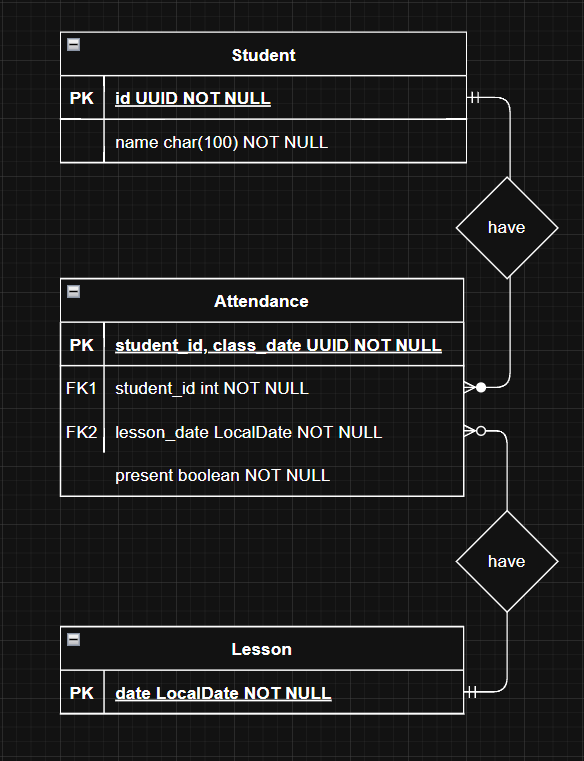 Student
PK id UUID NOT NULL
name char(100) NOT NULL
have
Attendance
PK student_id, class_date UUID NOT NULL
FK1 student_id int NOT NULL
FK2 lesson_date LocalDate NOT NULL
present boolean NOT NULL
have
Lesson
PK date LocalDate NOT NULL